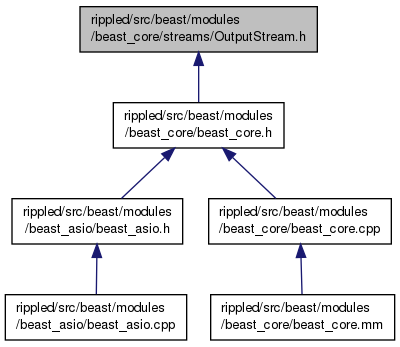 rippled/src/beast/modules
/beast_core/streams/OutputStream.h
rippled/src/beast/modules
/beast_core/beast_core.h
rippled/src/beast/modules
/beast_asio/beast_asio.h
rippled/src/beast/modules
/beast_core/beast_core.cpp
rippled/src/beast/modules
/beast_asio/beast_asio.cpp
rippled/src/beast/modules
/beast_core/beast_core.mm